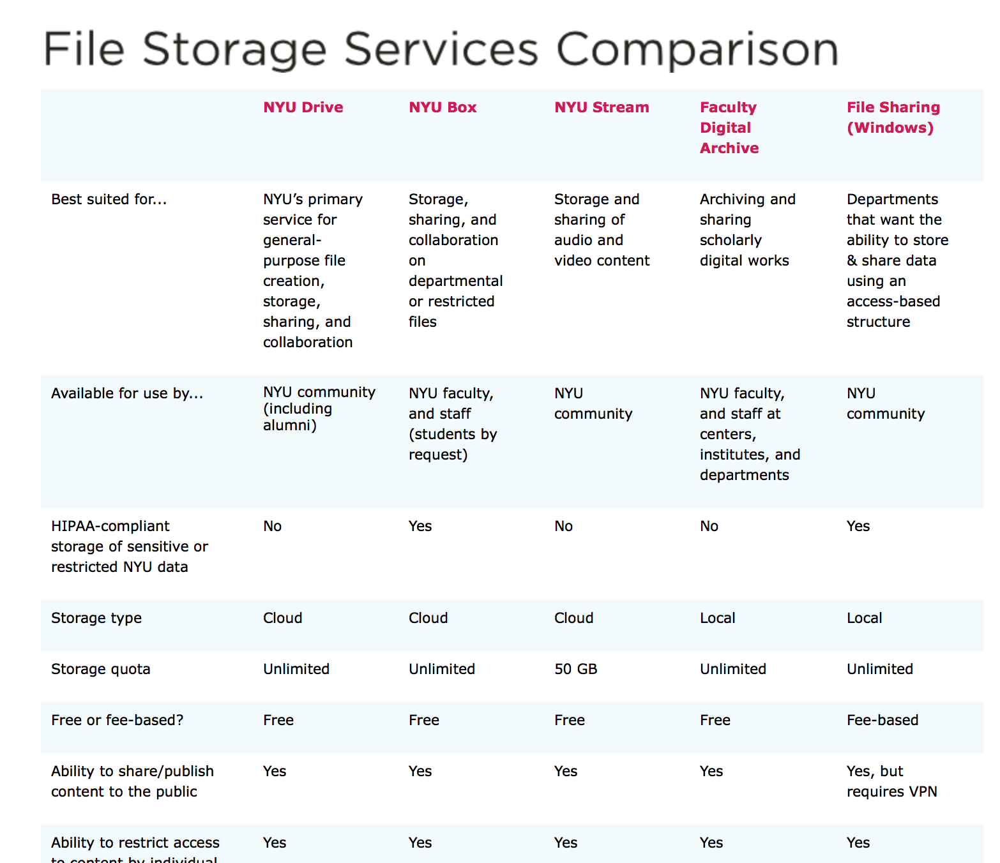 File Storage Services Comparison
NYU Drive
NYU Box
NYU Stream
Faculty
Digital
Archive
File Sharing
(Windows)
Best suited for...
NYU’s primary
service for
general-
purpose file
creation,
storage,
sharing, and
collaboration
Storage,
sharing, and
collaboration
on
departmental
or restricted
files
Storage and
sharing of
audio and
video content
Archiving and
sharing
scholarly
digital works
Departments
that want the
ability to store
& share data
using an
access-based
structure
Available for use by...
NYU community
(including
alumni)
NYU faculty,
and staff
(students by
request)
NYU
community
NYU faculty,
and staff at
centers,
institutes, and
departments
NYU
community
HIPAA-compliant
storage of sensitive or
restricted NYU data
No
Yes
No
No
Yes
Storage type
Cloud
Cloud
Cloud
Local
Local
Storage quota
Unlimited
Unlimited
50 GB
Unlimited
Unlimited
Free or fee-based?
Free
Free
Free
Free
Fee-based
Ability to share/publish
content to the public
Yes
Yes
Yes
Yes
Yes, but
requires VPN
Ability to restrict access
to content by individual
Yes
Yes
Yes
Yes
Yes